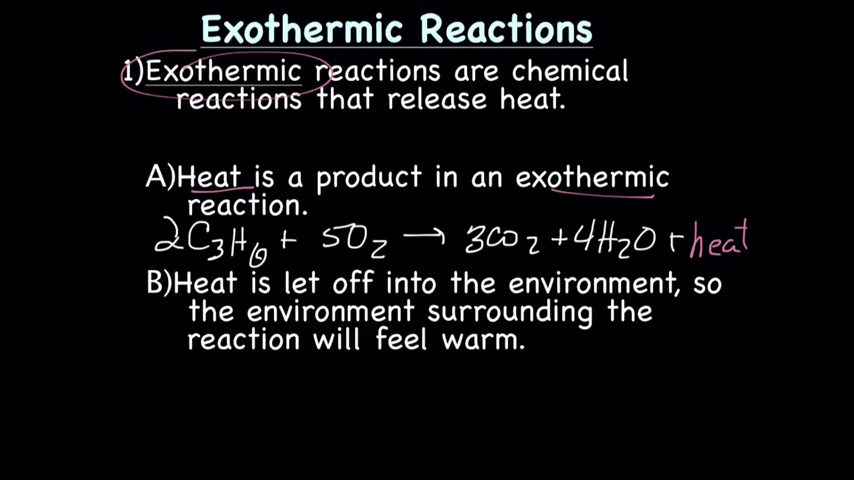 Exothermic Reactions
1)Exothermic reactions are chemical
reactions that release heat.
A)Heat is a product in an exothermic
reaction.
2C₃H₆ + 5O₂ → 3CO₂ + 4H₂O + heat
B)Heat is let off into the environment, so
the environment surrounding the
reaction will feel warm.